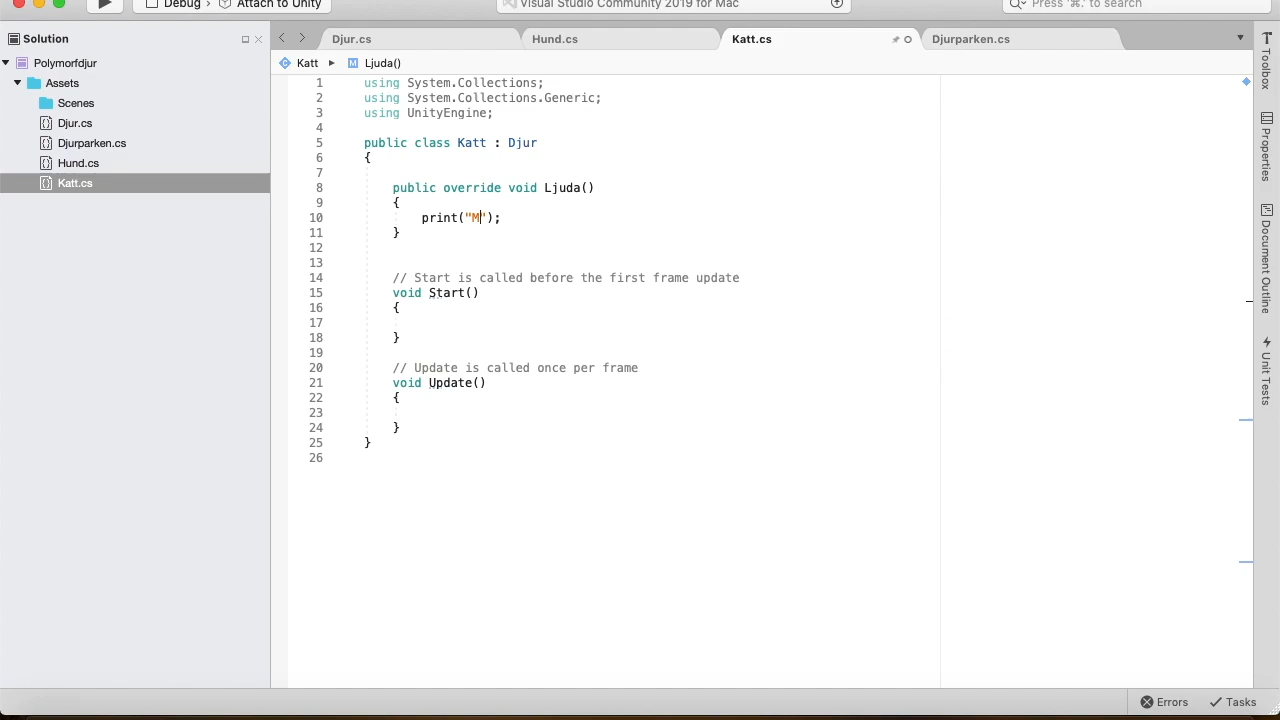 Debug › Attach to Unity
Visual Studio Community 2019 for Mac
Press '⌘.' to search
Solution
Djur.cs
Hund.cs
Katt.cs
Djurparken.cs
Polymorfdjur
Assets
Scenes
Djur.cs
Djurparken.cs
Hund.cs
Katt.cs
Katt ▸ M Ljuda()
1 using System.Collections;
2 using System.Collections.Generic;
3 using UnityEngine;
4
5 public class Katt : Djur
6 {
7
8 public override void Ljuda()
9 {
10 print("M");
11 }
12
13
14 // Start is called before the first frame update
15 void Start()
16 {
17
18 }
19
20 // Update is called once per frame
21 void Update()
22 {
23
24 }
25 }
26
Toolbox
Properties
Document Outline
Unit Tests
Errors
Tasks